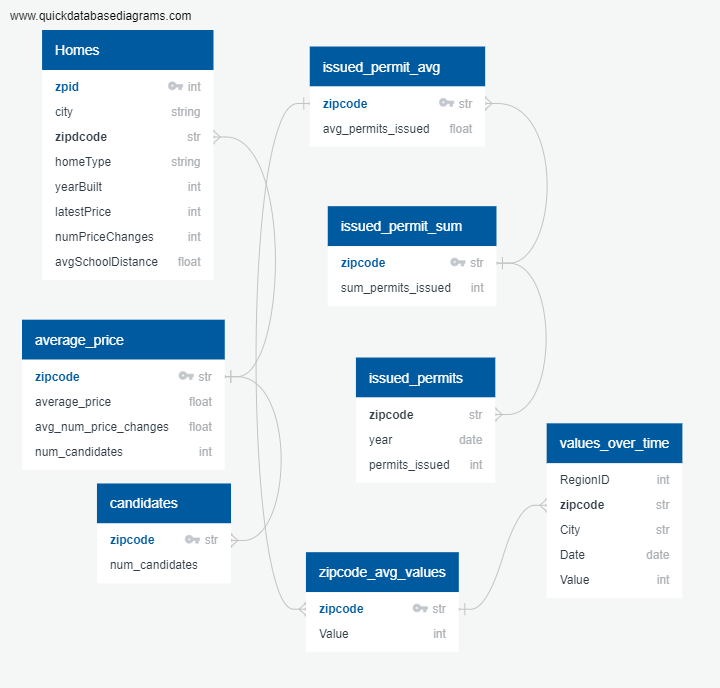 www.quickdatabasediagrams.com
Homes
zpid int
city string
zipdcode str
homeType string
yearBuilt int
latestPrice int
numPriceChanges int
avgSchoolDistance float
issued_permit_avg
zipcode str
avg_permits_issued float
issued_permit_sum
zipcode str
sum_permits_issued int
average_price
zipcode str
average_price float
avg_num_price_changes float
num_candidates int
issued_permits
zipcode str
year date
permits_issued int
values_over_time
RegionID int
zipcode str
City str
Date date
Value int
candidates
zipcode str
num_candidates
zipcode_avg_values
zipcode str
Value int